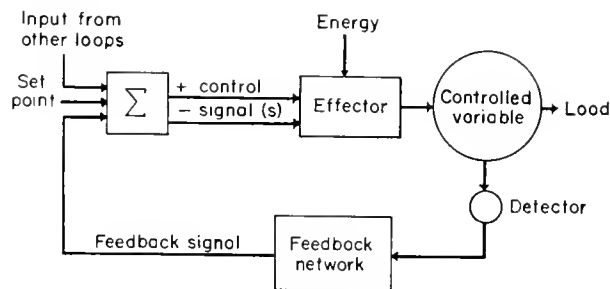 Input from
other loops
Energy
Set
point
Σ
+ control
− signal (s)
Effector
Controlled
variable
Load
Detector
Feedback signal
Feedback
network